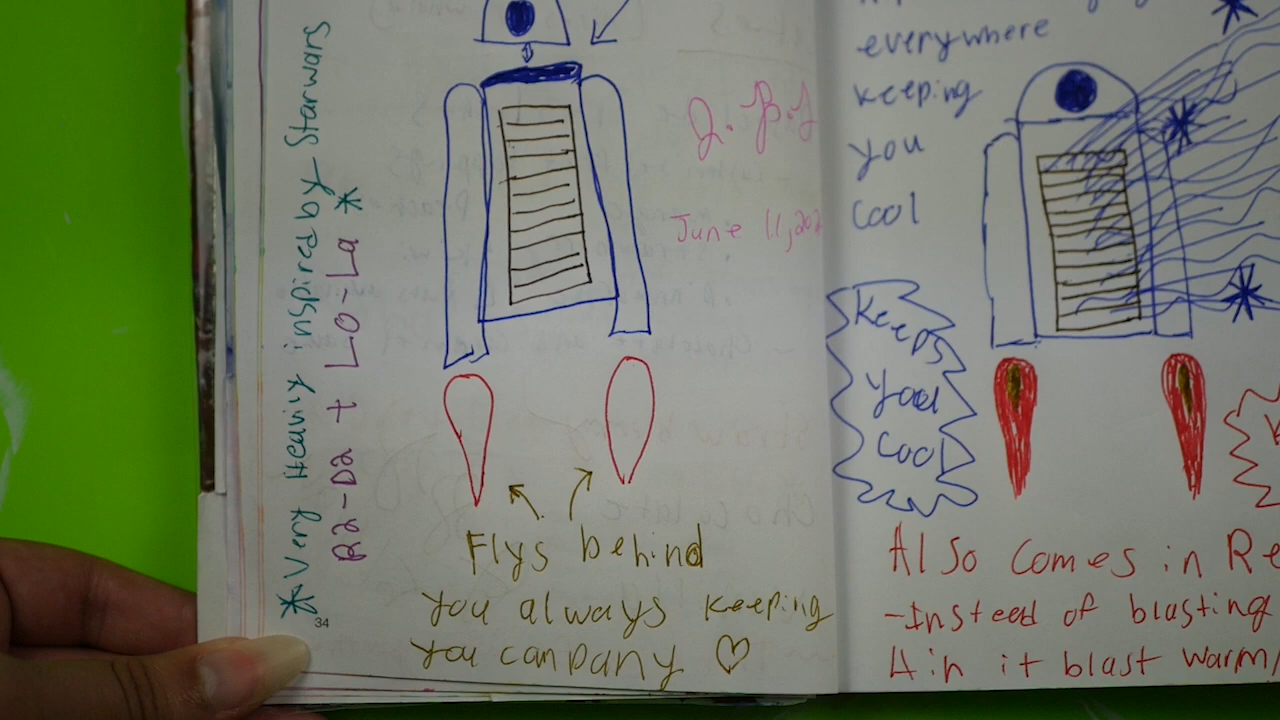 *Very Heavily inspired by Starwars
R2-D2 + LO-La *
J.P.J
June 11,
Flys behind
you always keeping
you canpany ♡
34
everywhere
keeping
you
cool
Keeps
you
cool
Also comes in Re
-Instead of blasting
Air it blast warm/